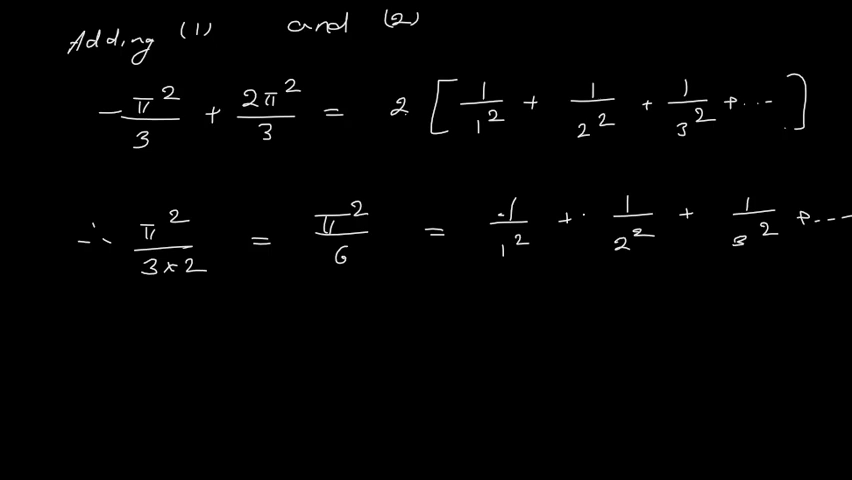 Adding (1) and (2)
-π²/3 + 2π²/3 = 2 [ 1/1² + 1/2² + 1/3² + ... ]
∴ π²/3×2 = π²/6 = 1/1² + 1/2² + 1/3² + ....